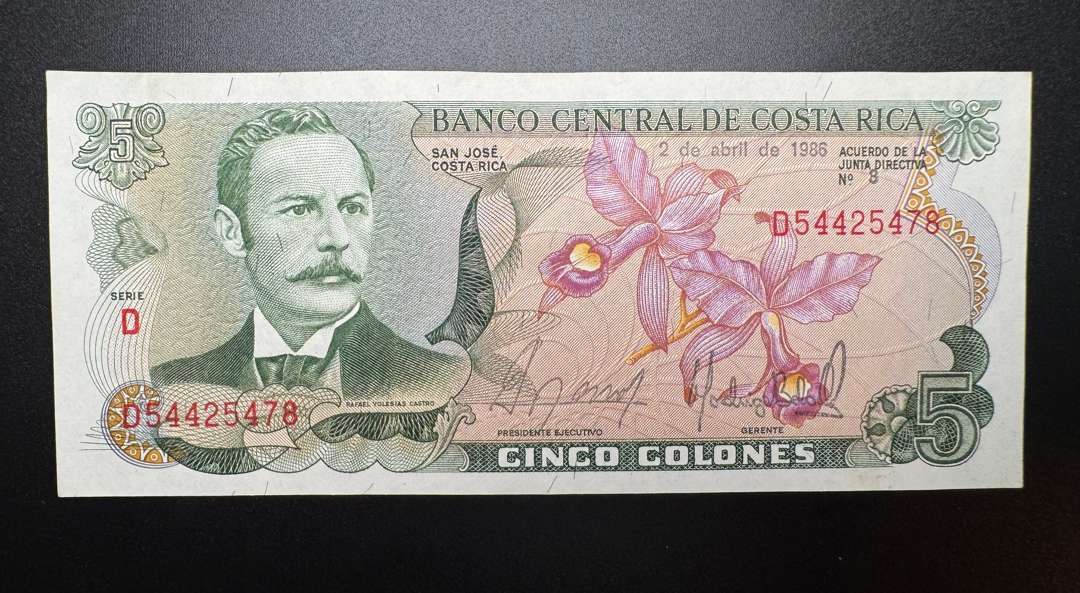 5
BANCO CENTRAL DE COSTA RICA
SAN JOSÉ,
COSTA RICA
2 de abril de 1986
ACUERDO DE LA
JUNTA DIRECTIVA
Nº 8
D54425478
SERIE
D
D54425478
RAFAEL YGLESIAS CASTRO
PRESIDENTE EJECUTIVO
GERENTE
CINCO COLONES
5